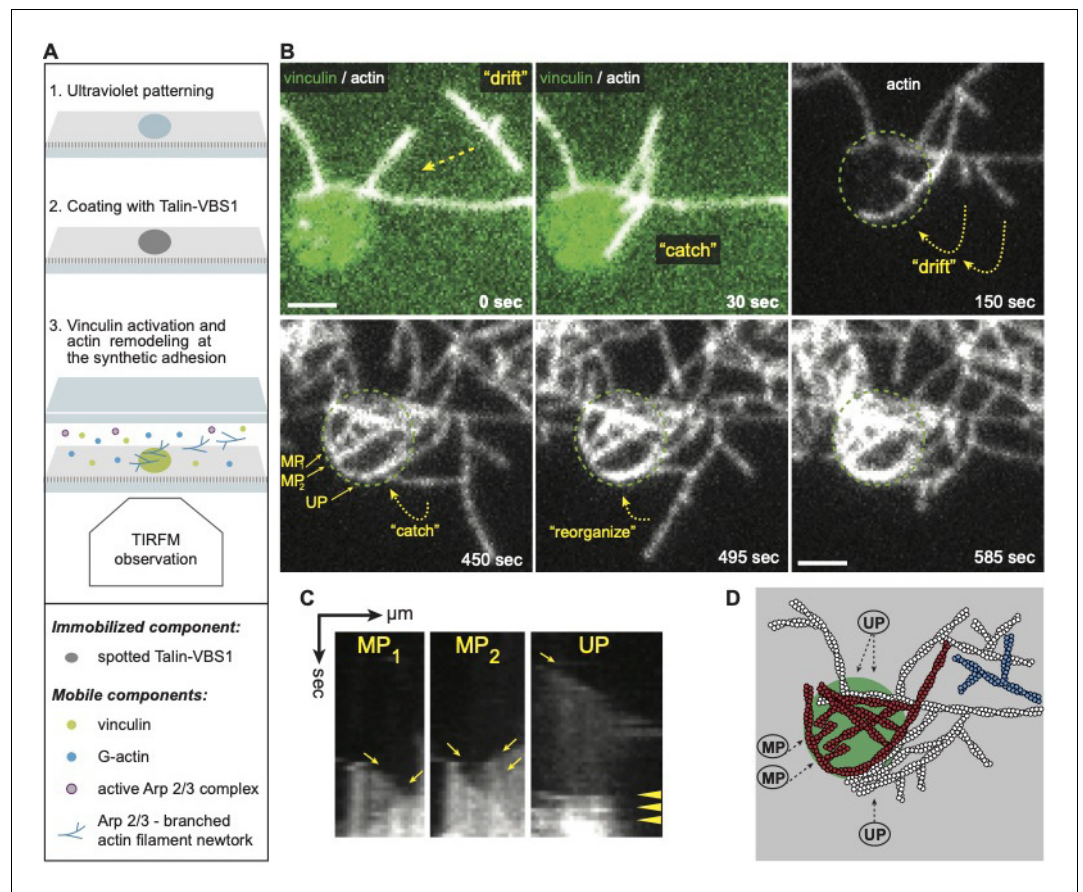 A
1. Ultraviolet patterning
2. Coating with Talin-VBS1
3. Vinculin activation and
actin remodeling at
the synthetic adhesion
TIRFM
observation
Immobilized component:
spotted Talin-VBS1
Mobile components:
vinculin
G-actin
active Arp 2/3 complex
Arp 2/3 - branched
actin filament newtork
B
vinculin / actin
“drift”
0 sec
vinculin / actin
“catch”
30 sec
actin
“drift”
150 sec
MP1
MP2
UP
“catch”
450 sec
“reorganize”
495 sec
585 sec
C
µm
sec
MP1
MP2
UP
D
UP
MP
MP
UP